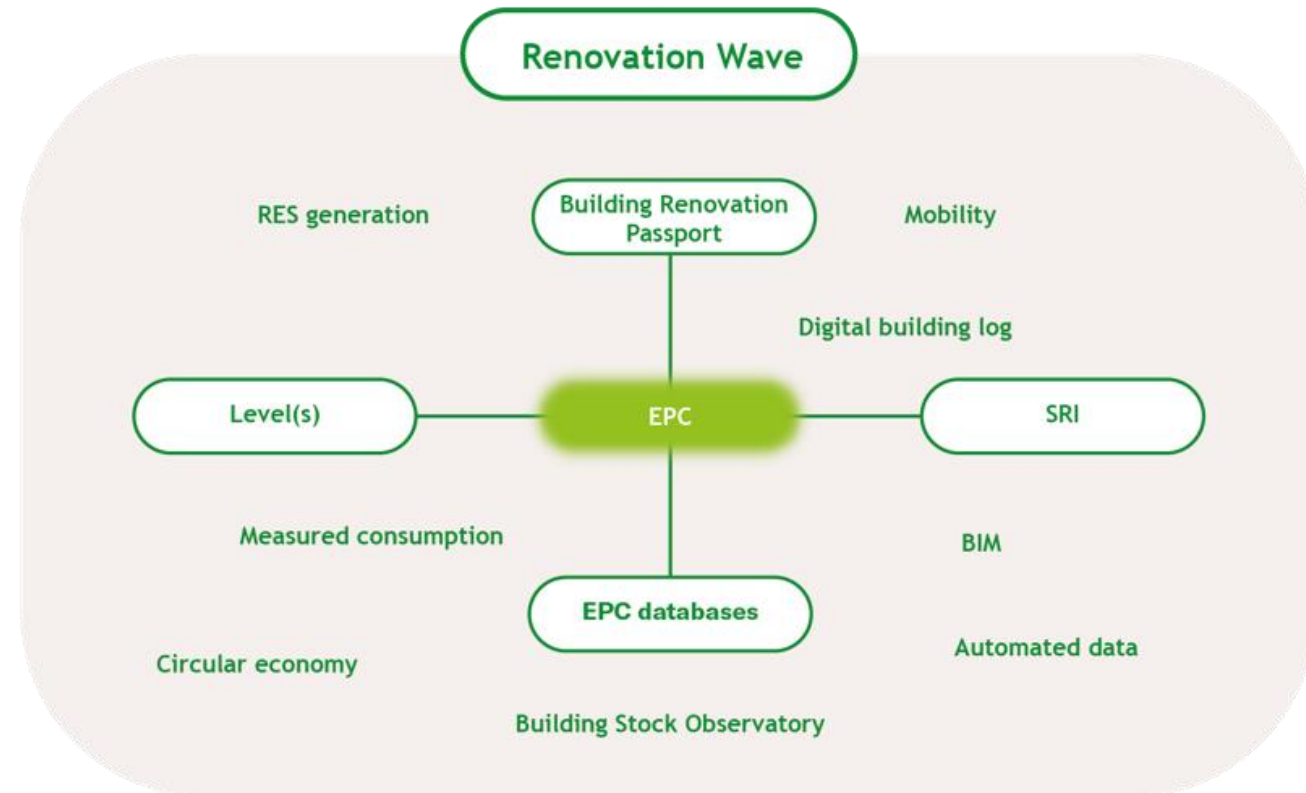 Renovation Wave
RES generation
Building Renovation
Passport
Mobility
Digital building log
Level(s)
EPC
SRI
Measured consumption
BIM
EPC databases
Circular economy
Automated data
Building Stock Observatory